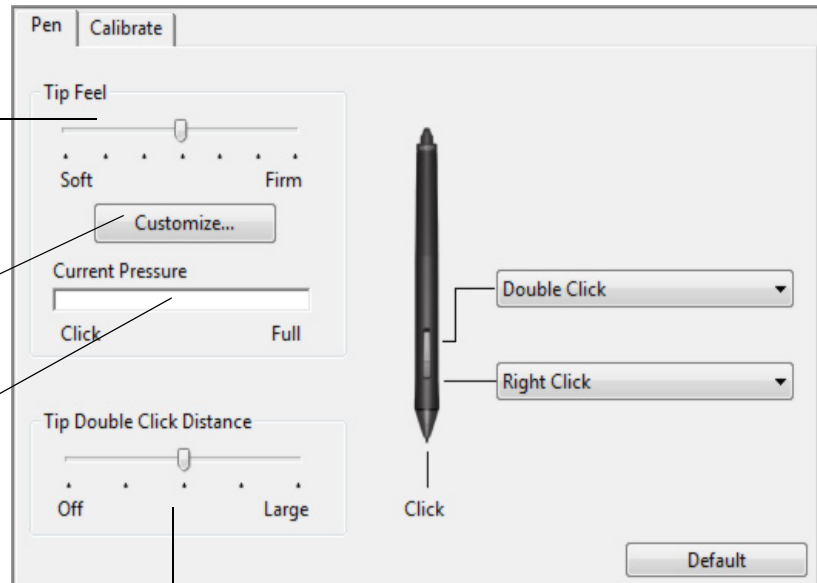 Pen Calibrate
Tip Feel
Soft Firm
Customize...
Current Pressure
Click Full
Tip Double Click Distance
Off Large
Double Click
Right Click
Click
Default